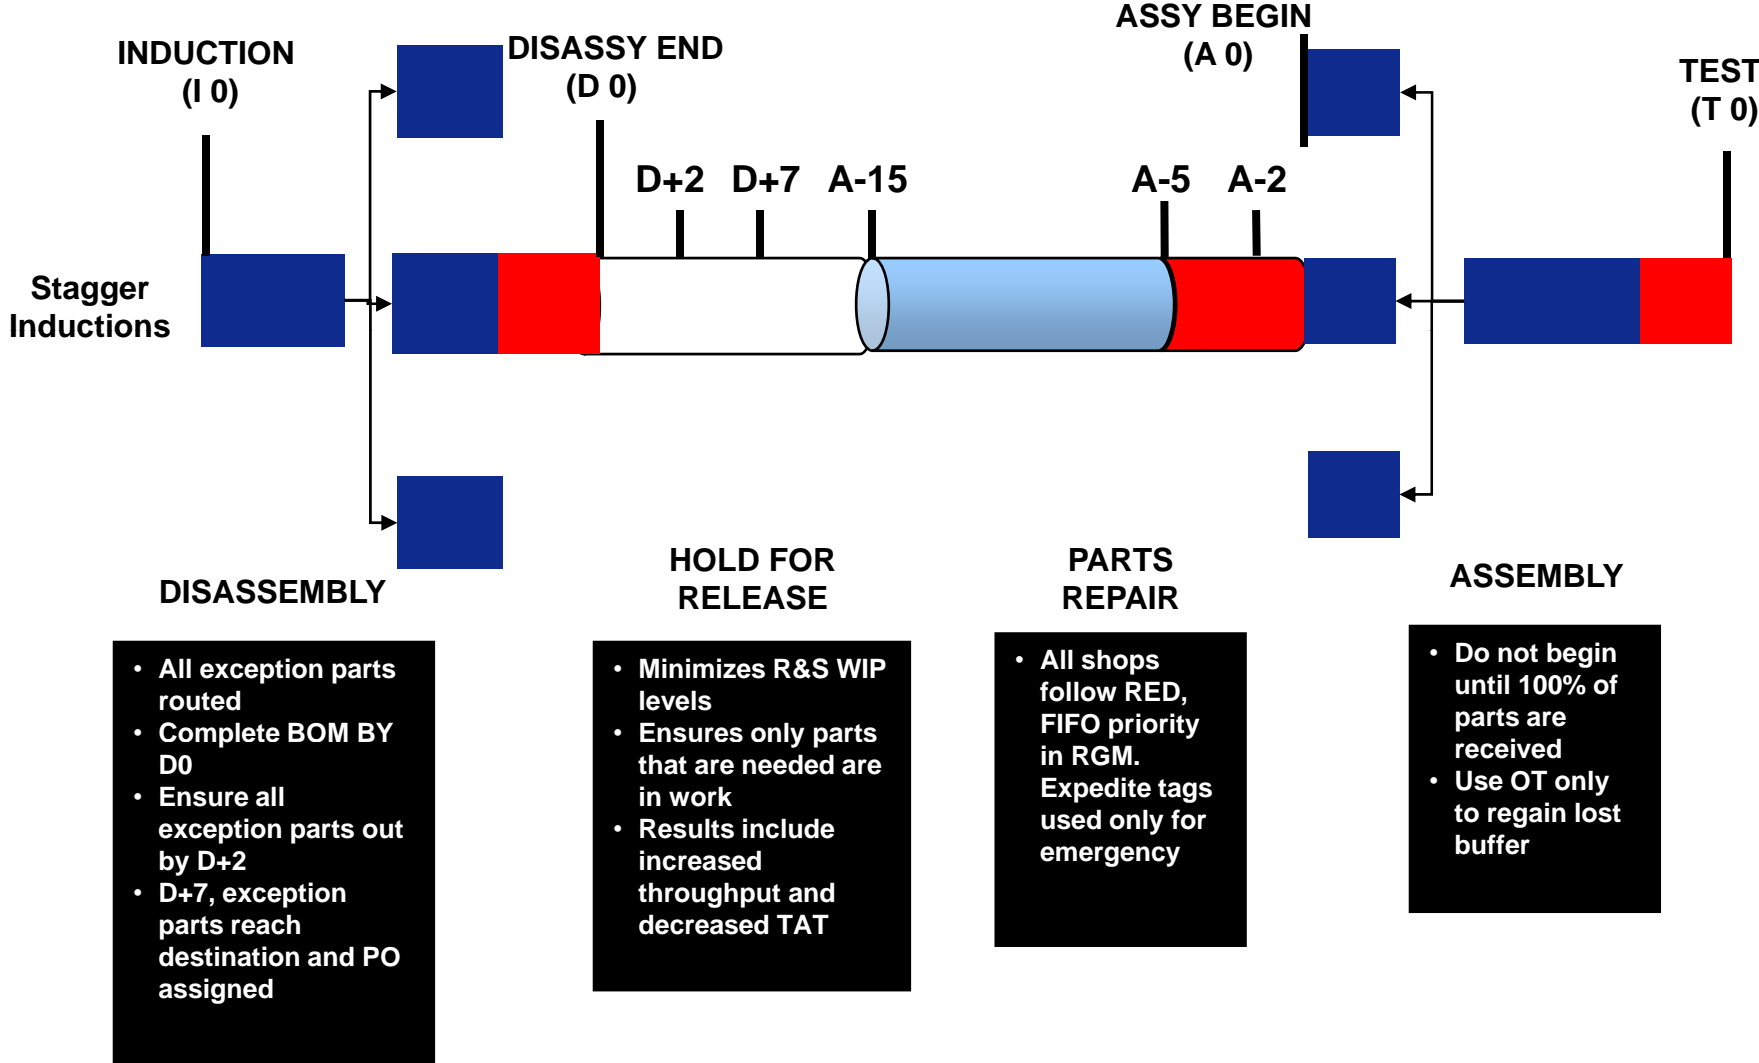 ASSY BEGIN
(A 0)
INDUCTION
(I 0)
DISASSY END
(D 0)
TEST
(T 0)
D+2
D+7
A-15
A-5
A-2
Stagger
Inductions
DISASSEMBLY
• All exception parts
routed
• Complete BOM BY
D0
• Ensure all
exception parts out
by D+2
• D+7, exception
parts reach
destination and PO
assigned
HOLD FOR
RELEASE
• Minimizes R&S WIP
levels
• Ensures only parts
that are needed are
in work
• Results include
increased
throughput and
decreased TAT
PARTS
REPAIR
• All shops
follow RED,
FIFO priority
in RGM.
Expedite tags
used only for
emergency
ASSEMBLY
• Do not begin
until 100% of
parts are
received
• Use OT only
to regain lost
buffer